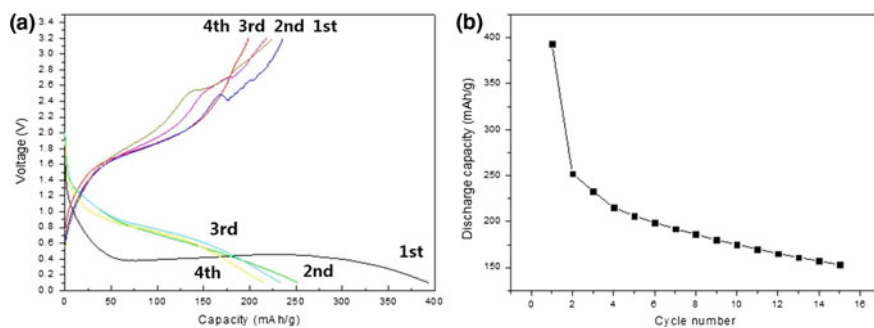 (a)
4th 3rd 2nd 1st
3.4
3.2
3.0
2.8
2.6
2.4
2.2
2.0
1.8
1.6
1.4
1.2
1.0
0.8
0.6
0.4
0.2
0.0
Voltage (V)
3rd
1st
4th
2nd
0 50 100 150 200 250 300 350 400
Capacity (mAh/g)
(b)
400
350
300
250
200
150
Discharge capacity (mAh/g)
0 2 4 6 8 10 12 14 16
Cycle number